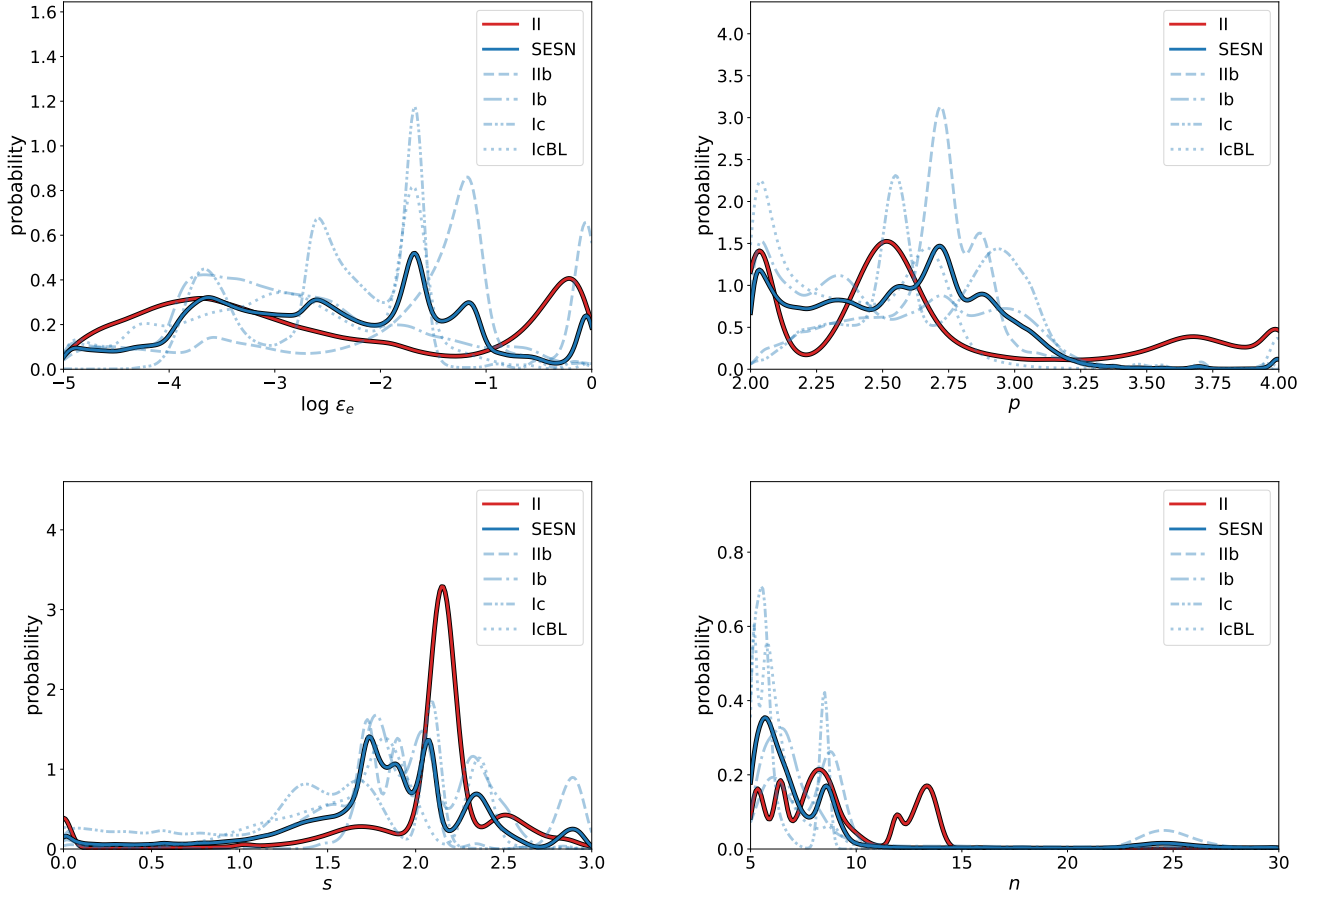 1.6
1.4
1.2
1.0
0.8
0.6
0.4
0.2
0.0
probability
−5
−4
−3
−2
−1
0
log εe
II
SESN
IIb
Ib
Ic
IcBL
4.0
3.5
3.0
2.5
2.0
1.5
1.0
0.5
0.0
probability
2.00
2.25
2.50
2.75
3.00
3.25
3.50
3.75
4.00
p
II
SESN
IIb
Ib
Ic
IcBL
4
3
2
1
0
probability
0.0
0.5
1.0
1.5
2.0
2.5
3.0
s
II
SESN
IIb
Ib
Ic
IcBL
0.8
0.6
0.4
0.2
0.0
probability
5
10
15
20
25
30
n
II
SESN
IIb
Ib
Ic
IcBL